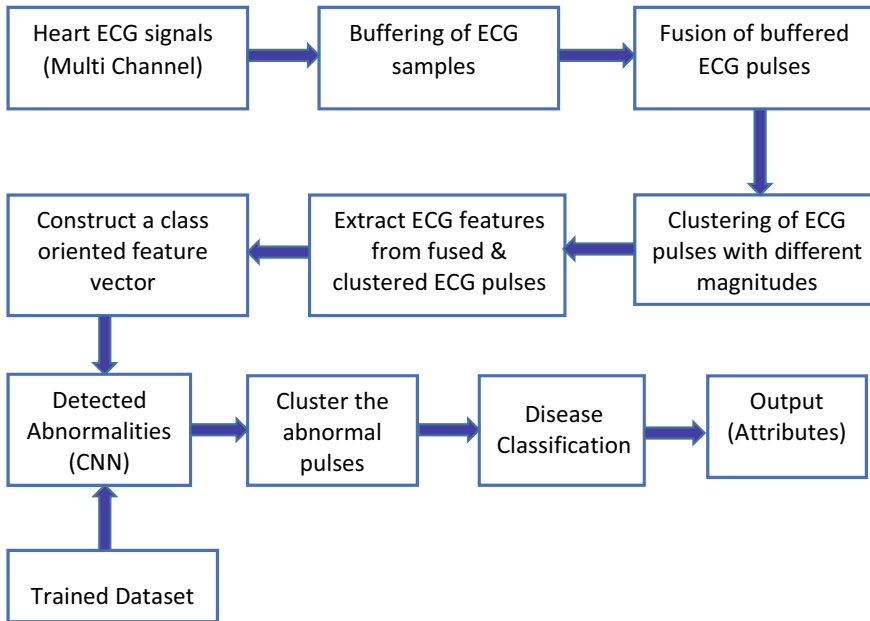 Heart ECG signals
(Multi Channel)
Buffering of ECG
samples
Fusion of buffered
ECG pulses
Construct a class
oriented feature
vector
Extract ECG features
from fused &
clustered ECG pulses
Clustering of ECG
pulses with different
magnitudes
Detected
Abnormalities
(CNN)
Cluster the
abnormal
pulses
Disease
Classification
Output
(Attributes)
Trained Dataset